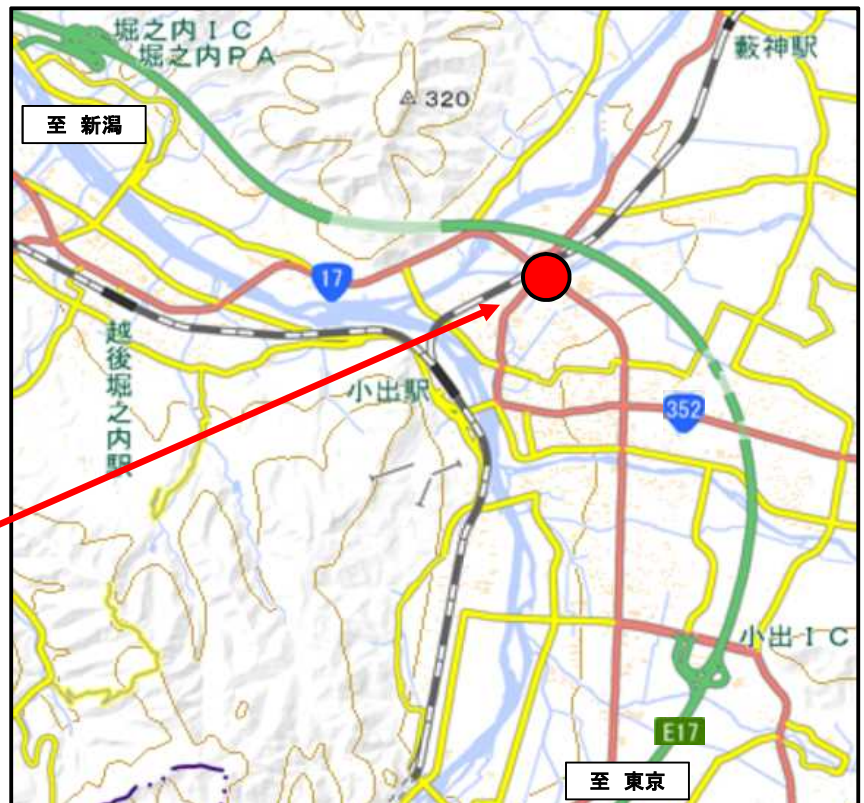 堀之内IC
堀之内PA
藪神駅
320
至 新潟
17
越後堀之内駅
小出駅
352
小出IC
E17
至 東京